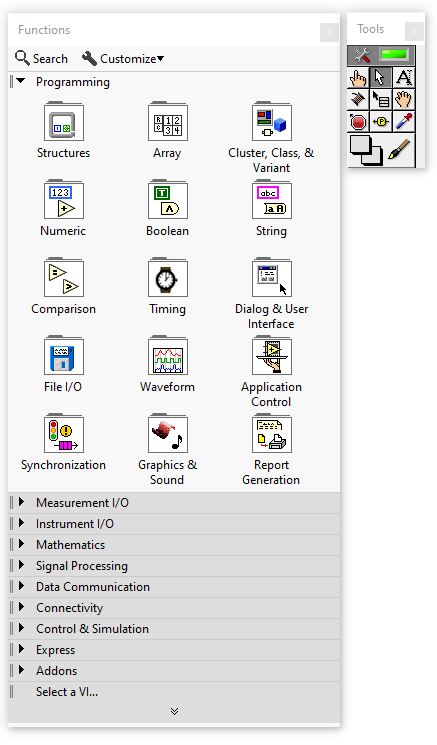 Functions
Tools
Search Customize
Programming
Structures Array Cluster, Class, &
Variant
123 T abc
Numeric Boolean String
Comparison Timing Dialog & User
Interface
File I/O Waveform Application
Control
Synchronization Graphics & Report
Sound Generation
Measurement I/O
Instrument I/O
Mathematics
Signal Processing
Data Communication
Connectivity
Control & Simulation
Express
Addons
Select a VI...